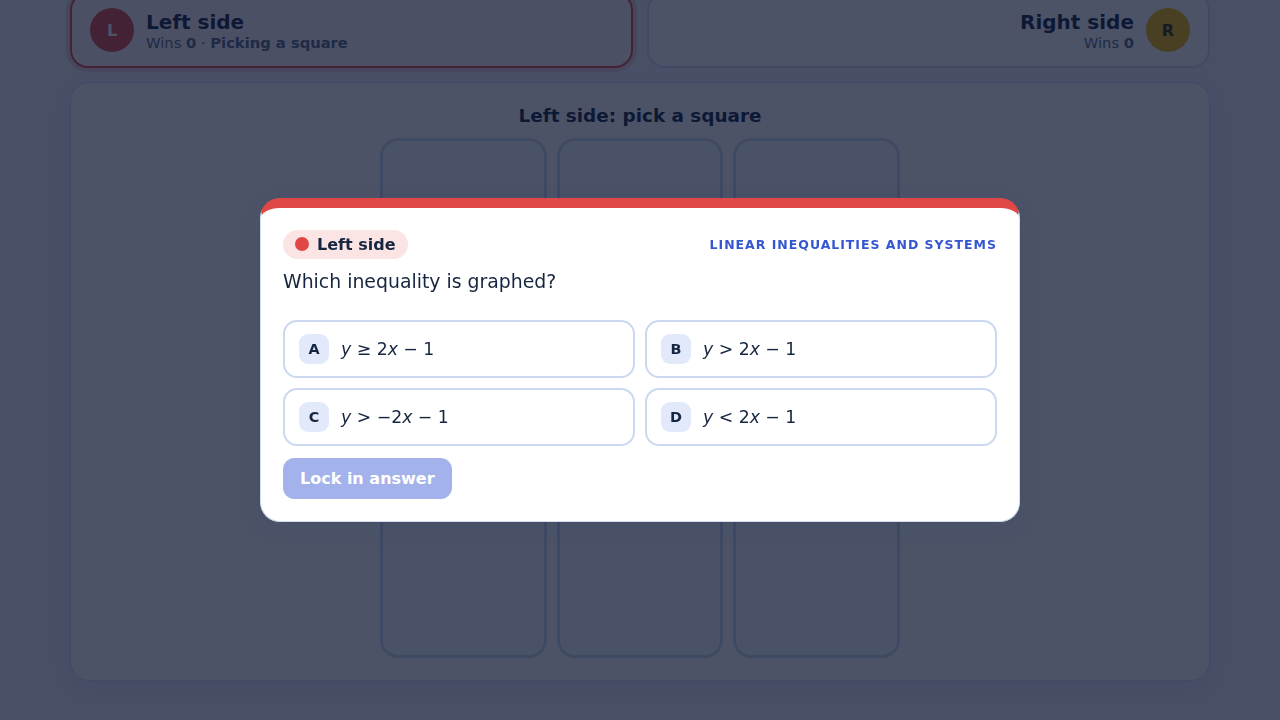 L
Left side
Wins 0 · Picking a square
Right side
Wins 0
R
Left side: pick a square
Left side
LINEAR INEQUALITIES AND SYSTEMS
Which inequality is graphed?
A y ≥ 2x − 1
B y > 2x − 1
C y > −2x − 1
D y < 2x − 1
Lock in answer